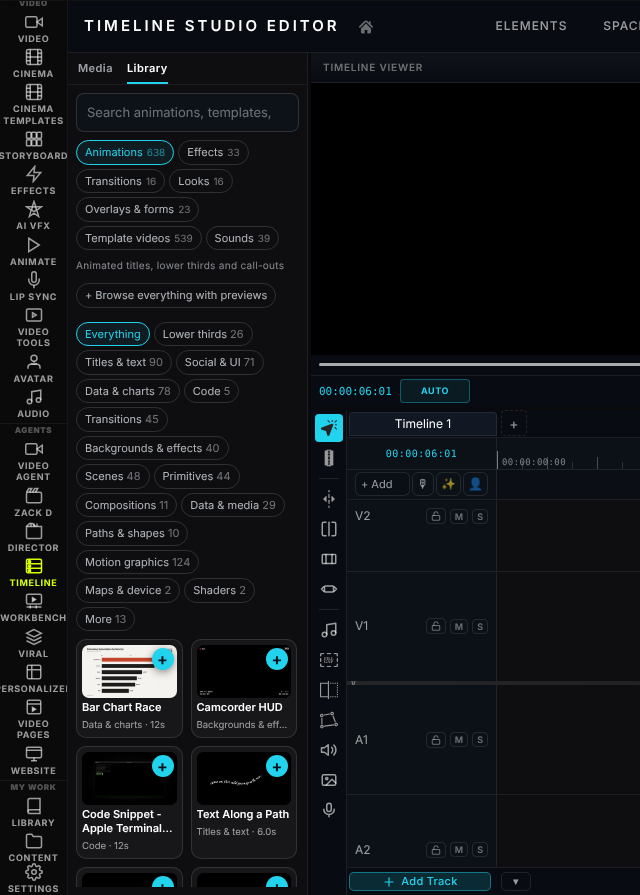 VIDEO
VIDEO
CINEMA
CINEMA
TEMPLATES
STORYBOARD
EFFECTS
AI VFX
ANIMATE
LIP SYNC
VIDEO
TOOLS
AVATAR
AUDIO
AGENTS
VIDEO
AGENT
ZACK D
DIRECTOR
TIMELINE
WORKBENCH
VIRAL
PERSONALIZE
VIDEO
PAGES
WEBSITE
MY WORK
LIBRARY
CONTENT
SETTINGS
TIMELINE STUDIO EDITOR
ELEMENTS SPAC
Media Library
Search animations, templates,
Animations 638 Effects 33
Transitions 16 Looks 16
Overlays & forms 23
Template videos 539 Sounds 39
Animated titles, lower thirds and call-outs
+ Browse everything with previews
Everything Lower thirds 26
Titles & text 90 Social & UI 71
Data & charts 78 Code 5
Transitions 45
Backgrounds & effects 40
Scenes 48 Primitives 44
Compositions 11 Data & media 29
Paths & shapes 10
Motion graphics 124
Maps & device 2 Shaders 2
More 13
Bar Chart Race
Data & charts · 12s
Camcorder HUD
Backgrounds & eff...
Code Snippet -
Apple Terminal...
Code · 12s
Text Along a Path
Titles & text · 6.0s
TIMELINE VIEWER
00:00:06:01 AUTO
Timeline 1 +
00:00:06:01 00:00:00:00
+ Add
V2 M S
V1 M S
A1 M S
A2 M S
+ Add Track